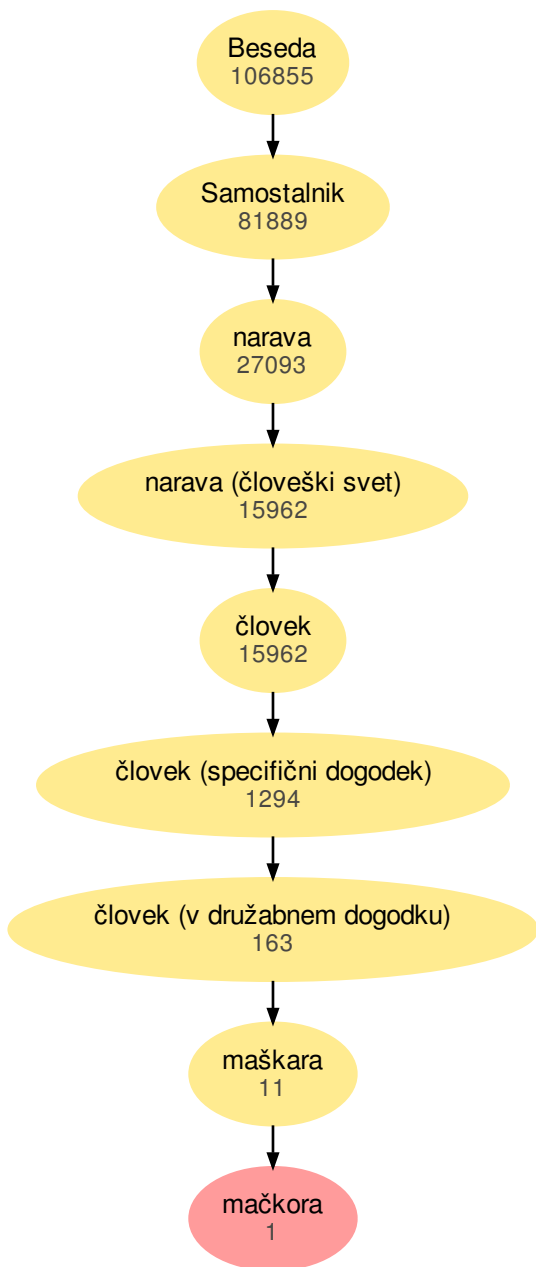 Beseda
106855
Samostalnik
81889
narava
27093
narava (človeški svet)
15962
človek
15962
človek (specifični dogodek)
1294
človek (v družabnem dogodku)
163
maškara
11
mačkora
1